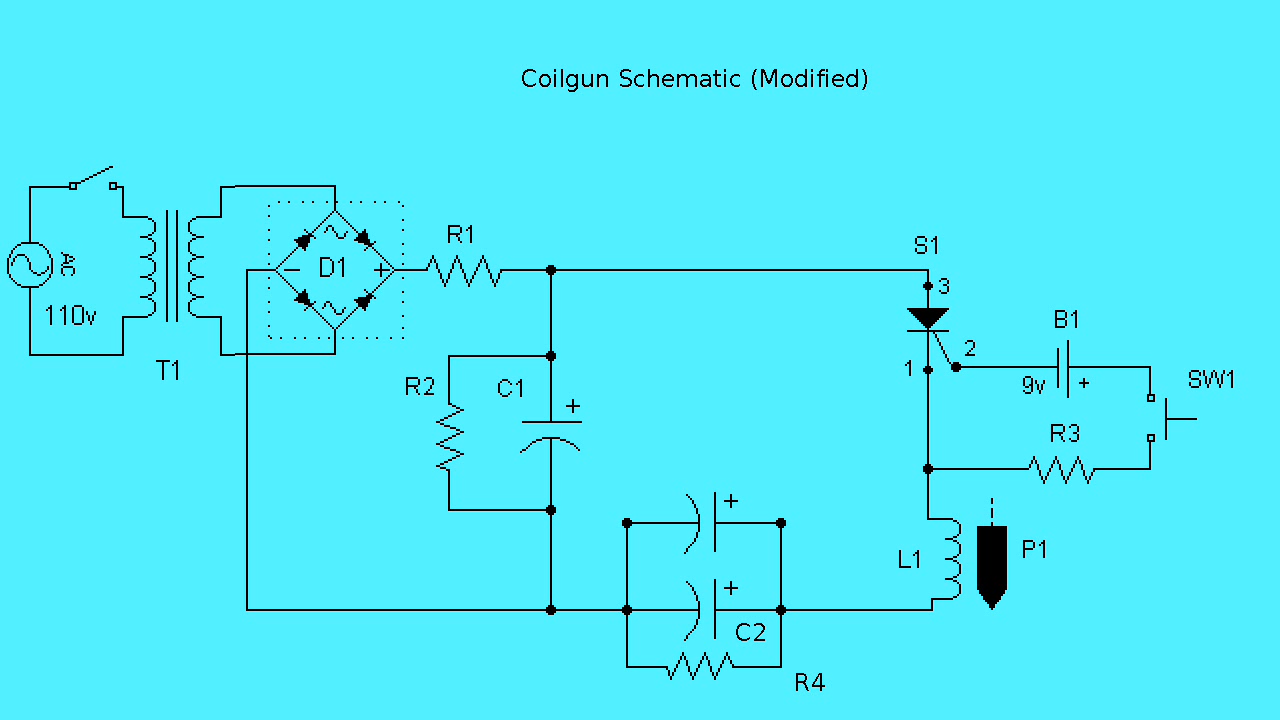 Coilgun Schematic (Modified)
R1
S1
AC
D1
3
110v
B1
T1
1
2
R2
C1
+
9v
+
SW1
R3
+
L1
P1
+
C2
R4